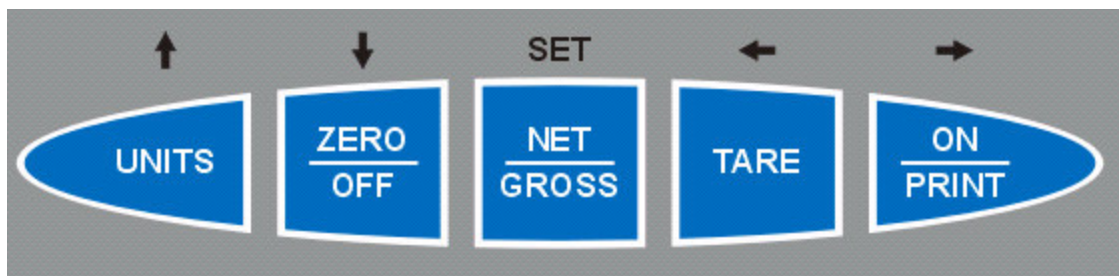 SET
UNITS
ZERO
OFF
NET
GROSS
TARE
ON
PRINT